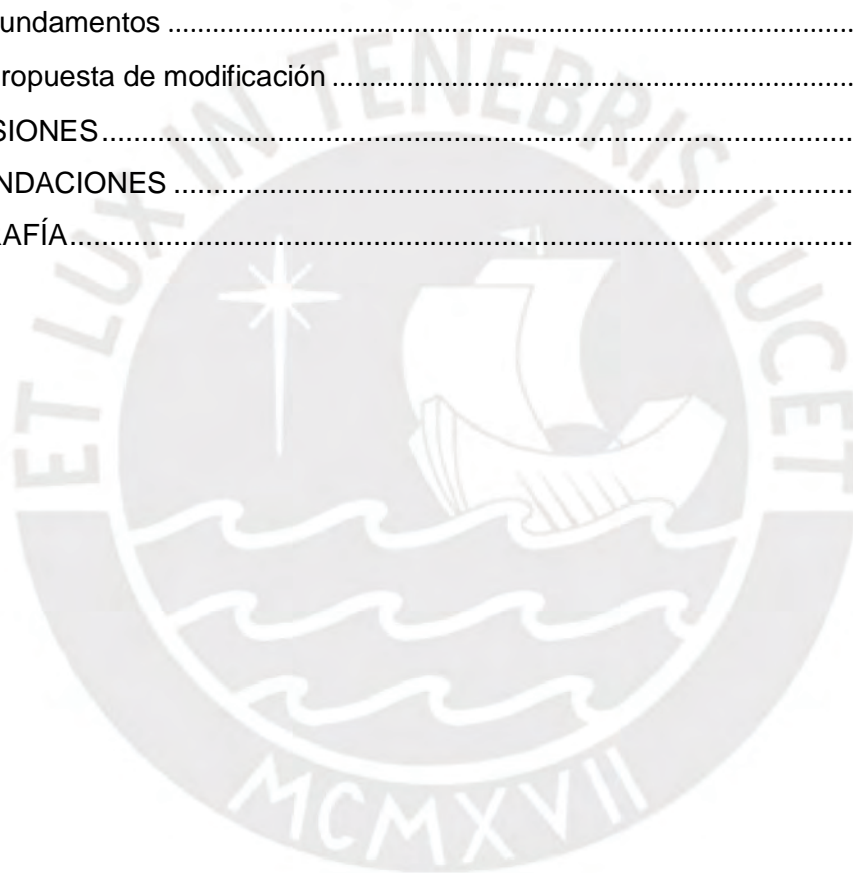 undamentos
ropuesta de modificación
SIONES
NDACIONES
AFÍA
ET LUX IN TENEBRIS LUCET
MCMXVII